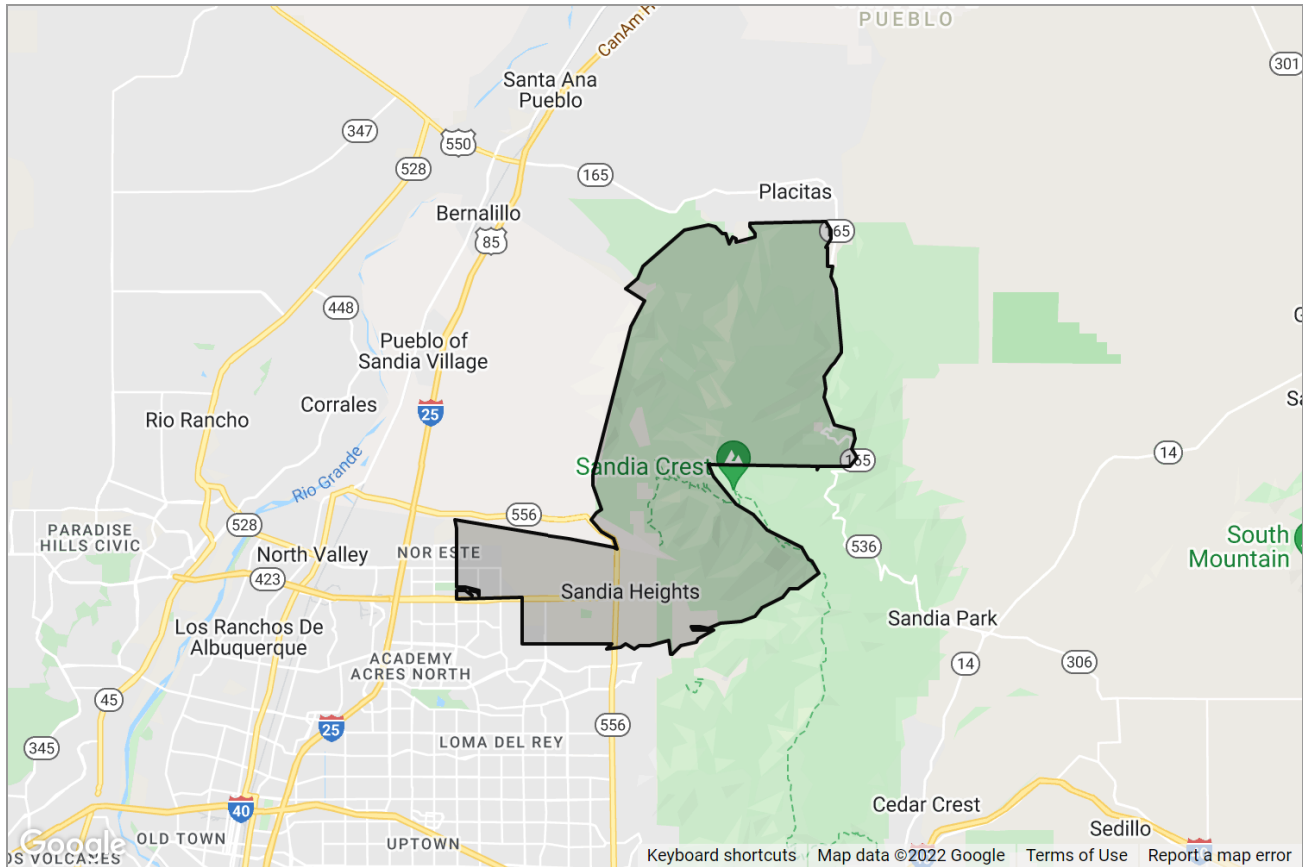 PUEBLO
CanAm H
301
Santa Ana
Pueblo
347
550
528
165
Placitas
Bernalillo
85
165
448
Pueblo of
Sandia Village
Corrales
25
Rio Rancho
14
Sandia Crest
165
Rio Grande
556
528
PARADISE
HILLS CIVIC
North Valley
NOR ESTE
423
536
South
Mountain
Sandia Heights
Los Ranchos De
Albuquerque
Sandia Park
ACADEMY
ACRES NORTH
14
306
45
25
556
345
LOMA DEL REY
40
OLD TOWN
UPTOWN
Cedar Crest
Sedillo
Google
OS VOLCANES
Keyboard shortcuts
Map data ©2022 Google
Terms of Use
Report a map error